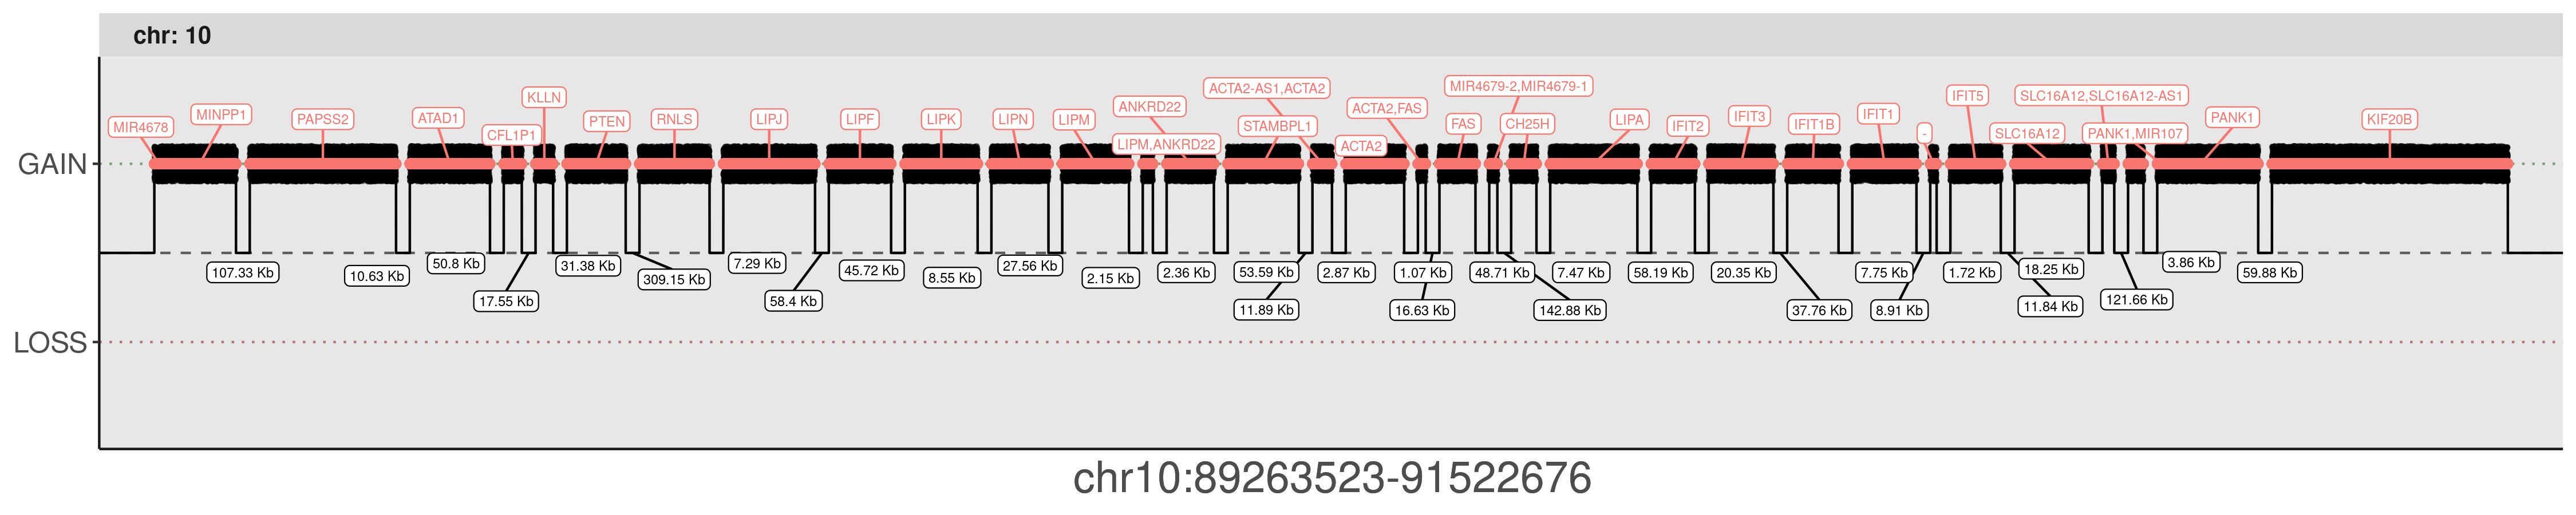 chr: 10
MIR4678
MINPP1
PAPSS2
ATAD1
CFL1P1
KLLN
PTEN
RNLS
LIPJ
LIPF
LIPK
LIPN
LIPM
ANKRD22
LIPM,ANKRD22
ACTA2-AS1,ACTA2
STAMBPL1
ACTA2
ACTA2,FAS
MIR4679-2,MIR4679-1
FAS
CH25H
LIPA
IFIT2
IFIT3
IFIT1B
IFIT1
-
IFIT5
SLC16A12,SLC16A12-AS1
SLC16A12
PANK1,MIR107
PANK1
KIF20B
GAIN
107.33 Kb
10.63 Kb
50.8 Kb
17.55 Kb
31.38 Kb
309.15 Kb
7.29 Kb
58.4 Kb
45.72 Kb
8.55 Kb
27.56 Kb
2.15 Kb
2.36 Kb
53.59 Kb
11.89 Kb
2.87 Kb
1.07 Kb
16.63 Kb
48.71 Kb
142.88 Kb
7.47 Kb
58.19 Kb
20.35 Kb
37.76 Kb
7.75 Kb
8.91 Kb
1.72 Kb
18.25 Kb
11.84 Kb
121.66 Kb
3.86 Kb
59.88 Kb
LOSS
chr10:89263523-91522676